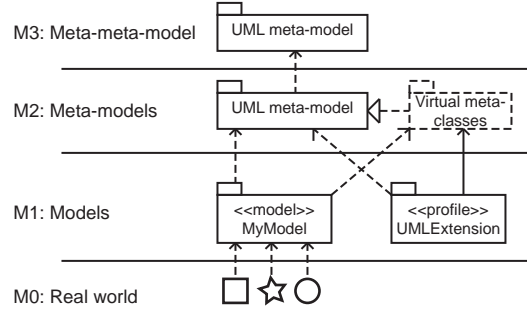 M3: Meta-meta-model
UML meta-model
M2: Meta-models
UML meta-model
Virtual meta-
classes
M1: Models
<<model>>
MyModel
<<profile>>
UMLExtension
M0: Real world